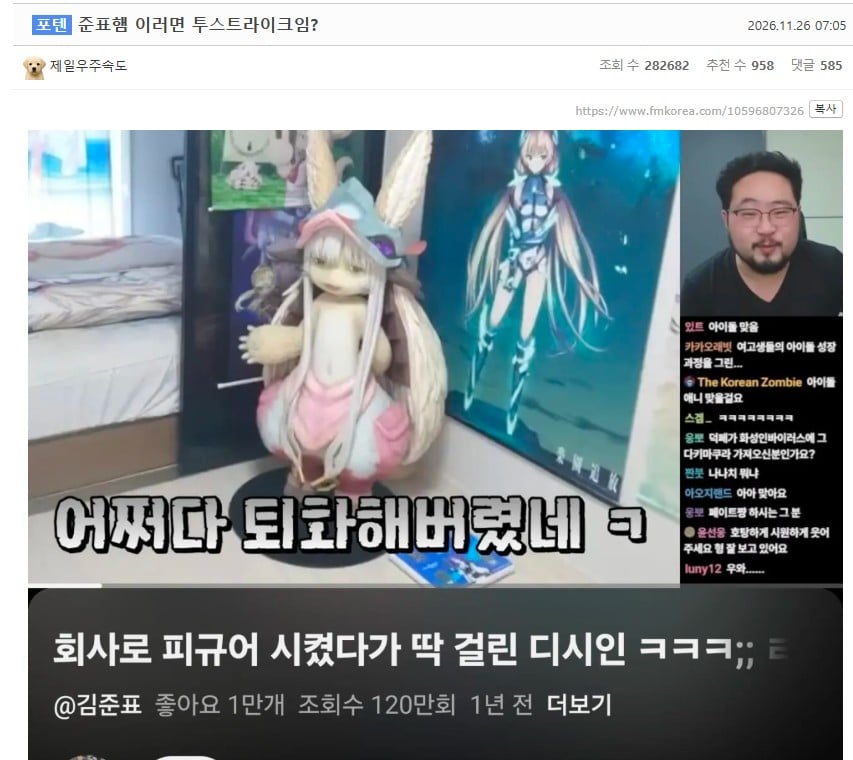 포텐 준표햄 이러면 투스트라이크임?
2026.11.26 07:05
제일우주속도
조회 수 282682 추천 수 958 댓글 585
https://www.fmkorea.com/10596807326 복사
있트 아이돌 맞음
카카오래빗 여고생들의 아이돌 성장
과정을 그린...
The Korean Zombie 아이돌
애니 맞을걸요
스겜_ ㅋㅋㅋㅋㅋㅋㅋㅋ
웅뽀 덕페가 화성인바이러스에 그
다키마쿠라 가져오신분인가요?
짠붓 나나치 뭐냐
아오지랜드 아아 맞아요
웅뽀 페이트짱 하시는 그 분
윤선웅 호탕하게 시원하게 웃어
주세요 형 잘 보고 있어요
luny12 우와......
衆園追放
어쩌다 퇴화해버렸네 ㅋ
회사로 피규어 시켰다가 딱 걸린 디시인 ㅋㅋㅋ;;
@김준표 좋아요 1만개 조회수 120만회 1년 전 더보기